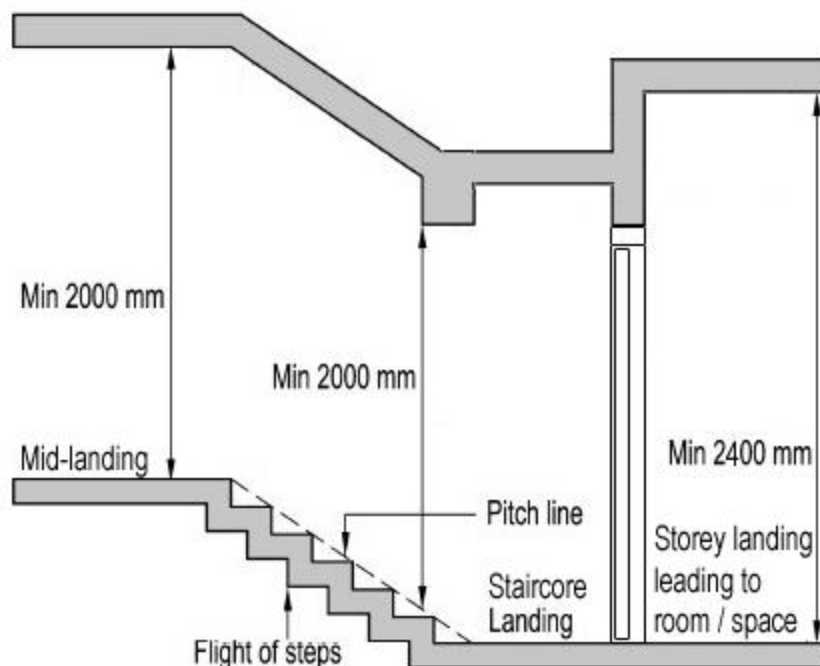 Min 2000 mm
Min 2000 mm
Mid-landing
Min 2400 mm
Pitch line
Storey landing
leading to
room / space
Staircore
Landing
Flight of steps